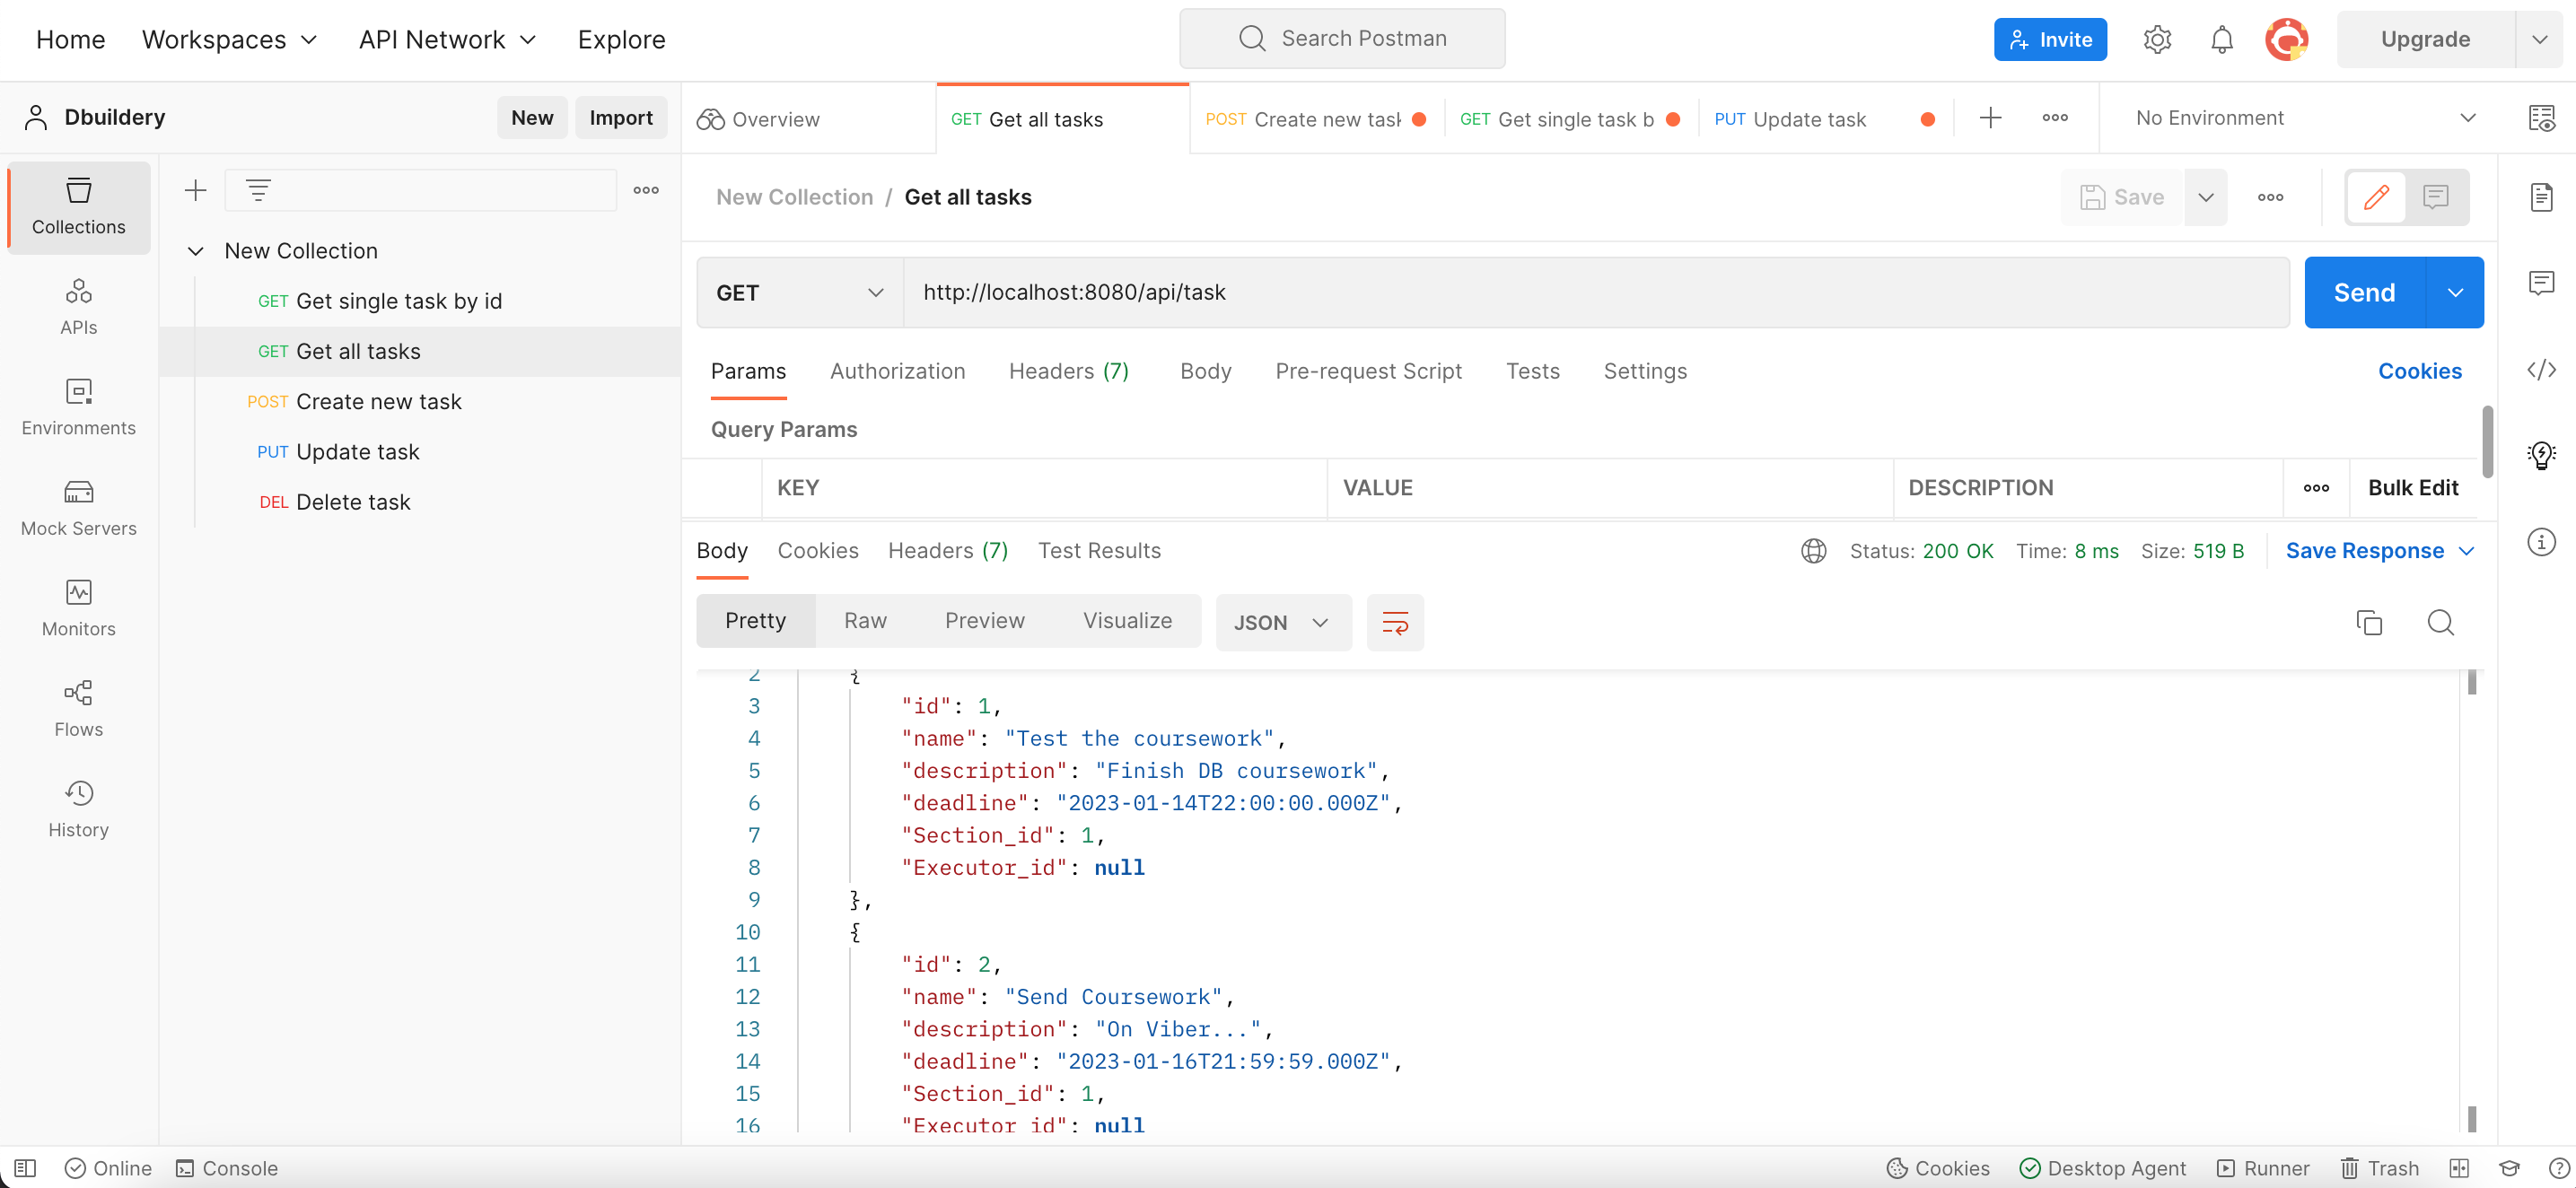 Home Workspaces API Network Explore Search Postman Invite Upgrade
Dbuildery New Import
Overview GET Get all tasks POST Create new task GET Get single task b PUT Update task No Environment
Collections
APIs
Environments
Mock Servers
Monitors
Flows
History
New Collection
GET Get single task by id
GET Get all tasks
POST Create new task
PUT Update task
DEL Delete task
New Collection / Get all tasks Save
GET http://localhost:8080/api/task Send
Params Authorization Headers (7) Body Pre-request Script Tests Settings Cookies
Query Params
KEY VALUE DESCRIPTION Bulk Edit
Body Cookies Headers (7) Test Results Status: 200 OK Time: 8 ms Size: 519 B Save Response
Pretty Raw Preview Visualize JSON
2 {
3 "id": 1,
4 "name": "Test the coursework",
5 "description": "Finish DB coursework",
6 "deadline": "2023-01-14T22:00:00.000Z",
7 "Section_id": 1,
8 "Executor_id": null
9 },
10 {
11 "id": 2,
12 "name": "Send Coursework",
13 "description": "On Viber...",
14 "deadline": "2023-01-16T21:59:59.000Z",
15 "Section_id": 1,
16 "Executor_id": null
Online Console Cookies Desktop Agent Runner Trash